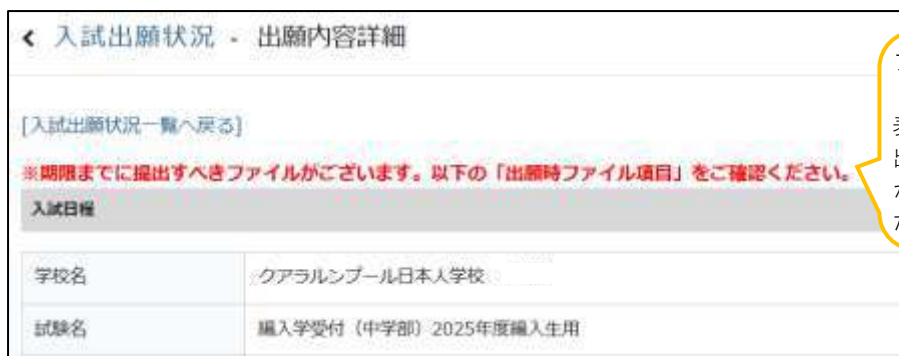 入試出願状況 - 出願内容詳細
[入試出願状況一覧へ戻る]
※期限までに提出すべきファイルがございます。以下の「出願時ファイル項目」をご確認ください。
入試日程
学校名 クアラルンプール日本人学校
試験名 編入学受付（中学部）2025年度編入生用